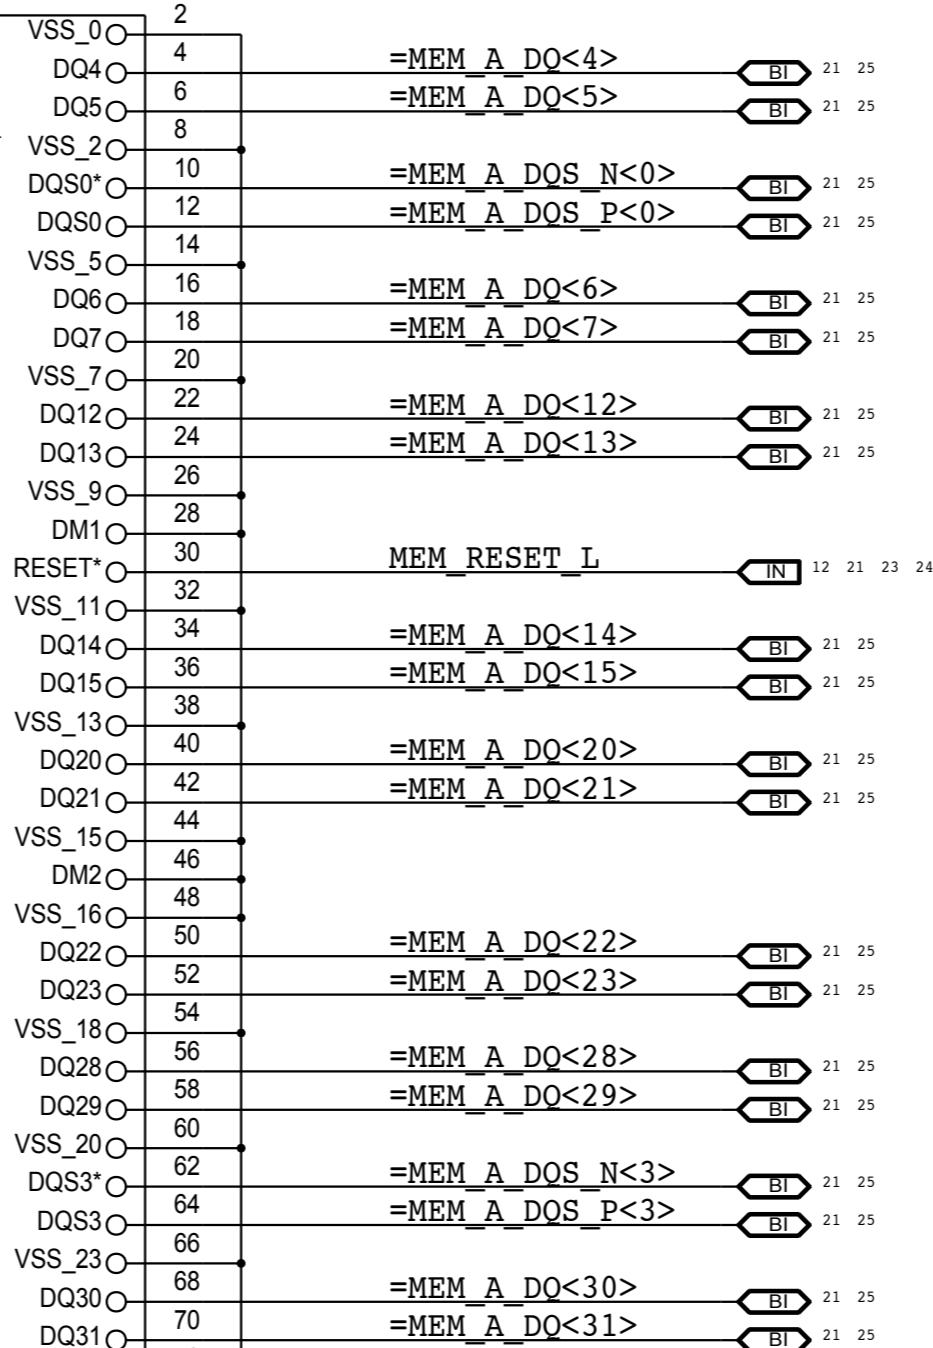 VSS_0 2
DQ4 4 =MEM_A_DQ<4> BI 21 25
DQ5 6 =MEM_A_DQ<5> BI 21 25
VSS_2 8
DQS0* 10 =MEM_A_DQS_N<0> BI 21 25
DQS0 12 =MEM_A_DQS_P<0> BI 21 25
VSS_5 14
DQ6 16 =MEM_A_DQ<6> BI 21 25
DQ7 18 =MEM_A_DQ<7> BI 21 25
VSS_7 20
DQ12 22 =MEM_A_DQ<12> BI 21 25
DQ13 24 =MEM_A_DQ<13> BI 21 25
VSS_9 26
DM1 28
RESET* 30 MEM_RESET_L IN 12 21 23 24
VSS_11 32
DQ14 34 =MEM_A_DQ<14> BI 21 25
DQ15 36 =MEM_A_DQ<15> BI 21 25
VSS_13 38
DQ20 40 =MEM_A_DQ<20> BI 21 25
DQ21 42 =MEM_A_DQ<21> BI 21 25
VSS_15 44
DM2 46
VSS_16 48
DQ22 50 =MEM_A_DQ<22> BI 21 25
DQ23 52 =MEM_A_DQ<23> BI 21 25
VSS_18 54
DQ28 56 =MEM_A_DQ<28> BI 21 25
DQ29 58 =MEM_A_DQ<29> BI 21 25
VSS_20 60
DQS3* 62 =MEM_A_DQS_N<3> BI 21 25
DQS3 64 =MEM_A_DQS_P<3> BI 21 25
VSS_23 66
DQ30 68 =MEM_A_DQ<30> BI 21 25
DQ31 70 =MEM_A_DQ<31> BI 21 25